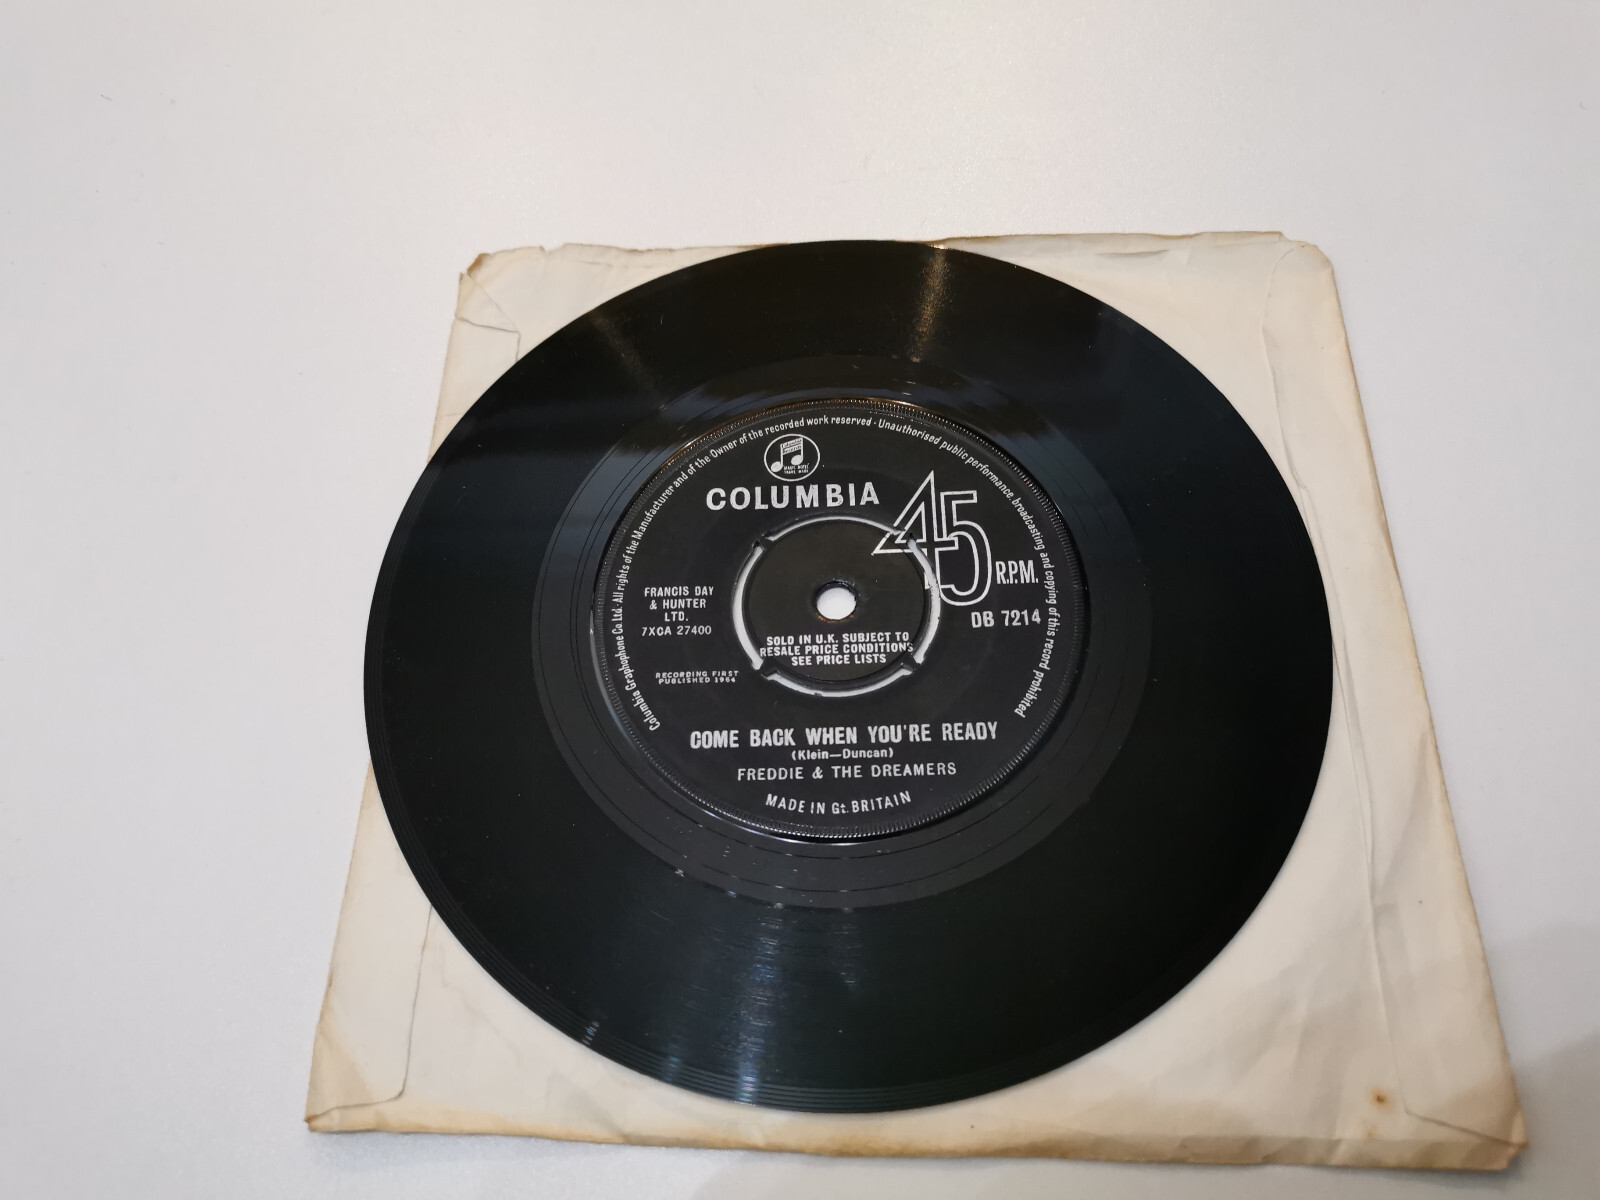 Columbia Graphophone Co. Ltd. · All rights of the Manufacturer and of the Owner of the recorded work reserved · Unauthorised public performance, broadcasting and copying of this record prohibited
COLUMBIA
45
R.P.M.
DB 7214
FRANCIS DAY
& HUNTER
LTD.
7XCA 27400
SOLD IN U.K. SUBJECT TO
RESALE PRICE CONDITIONS
SEE PRICE LISTS
RECORDING FIRST
PUBLISHED 1964
COME BACK WHEN YOU'RE READY
(Klein—Duncan)
FREDDIE & THE DREAMERS
MADE IN Gt. BRITAIN